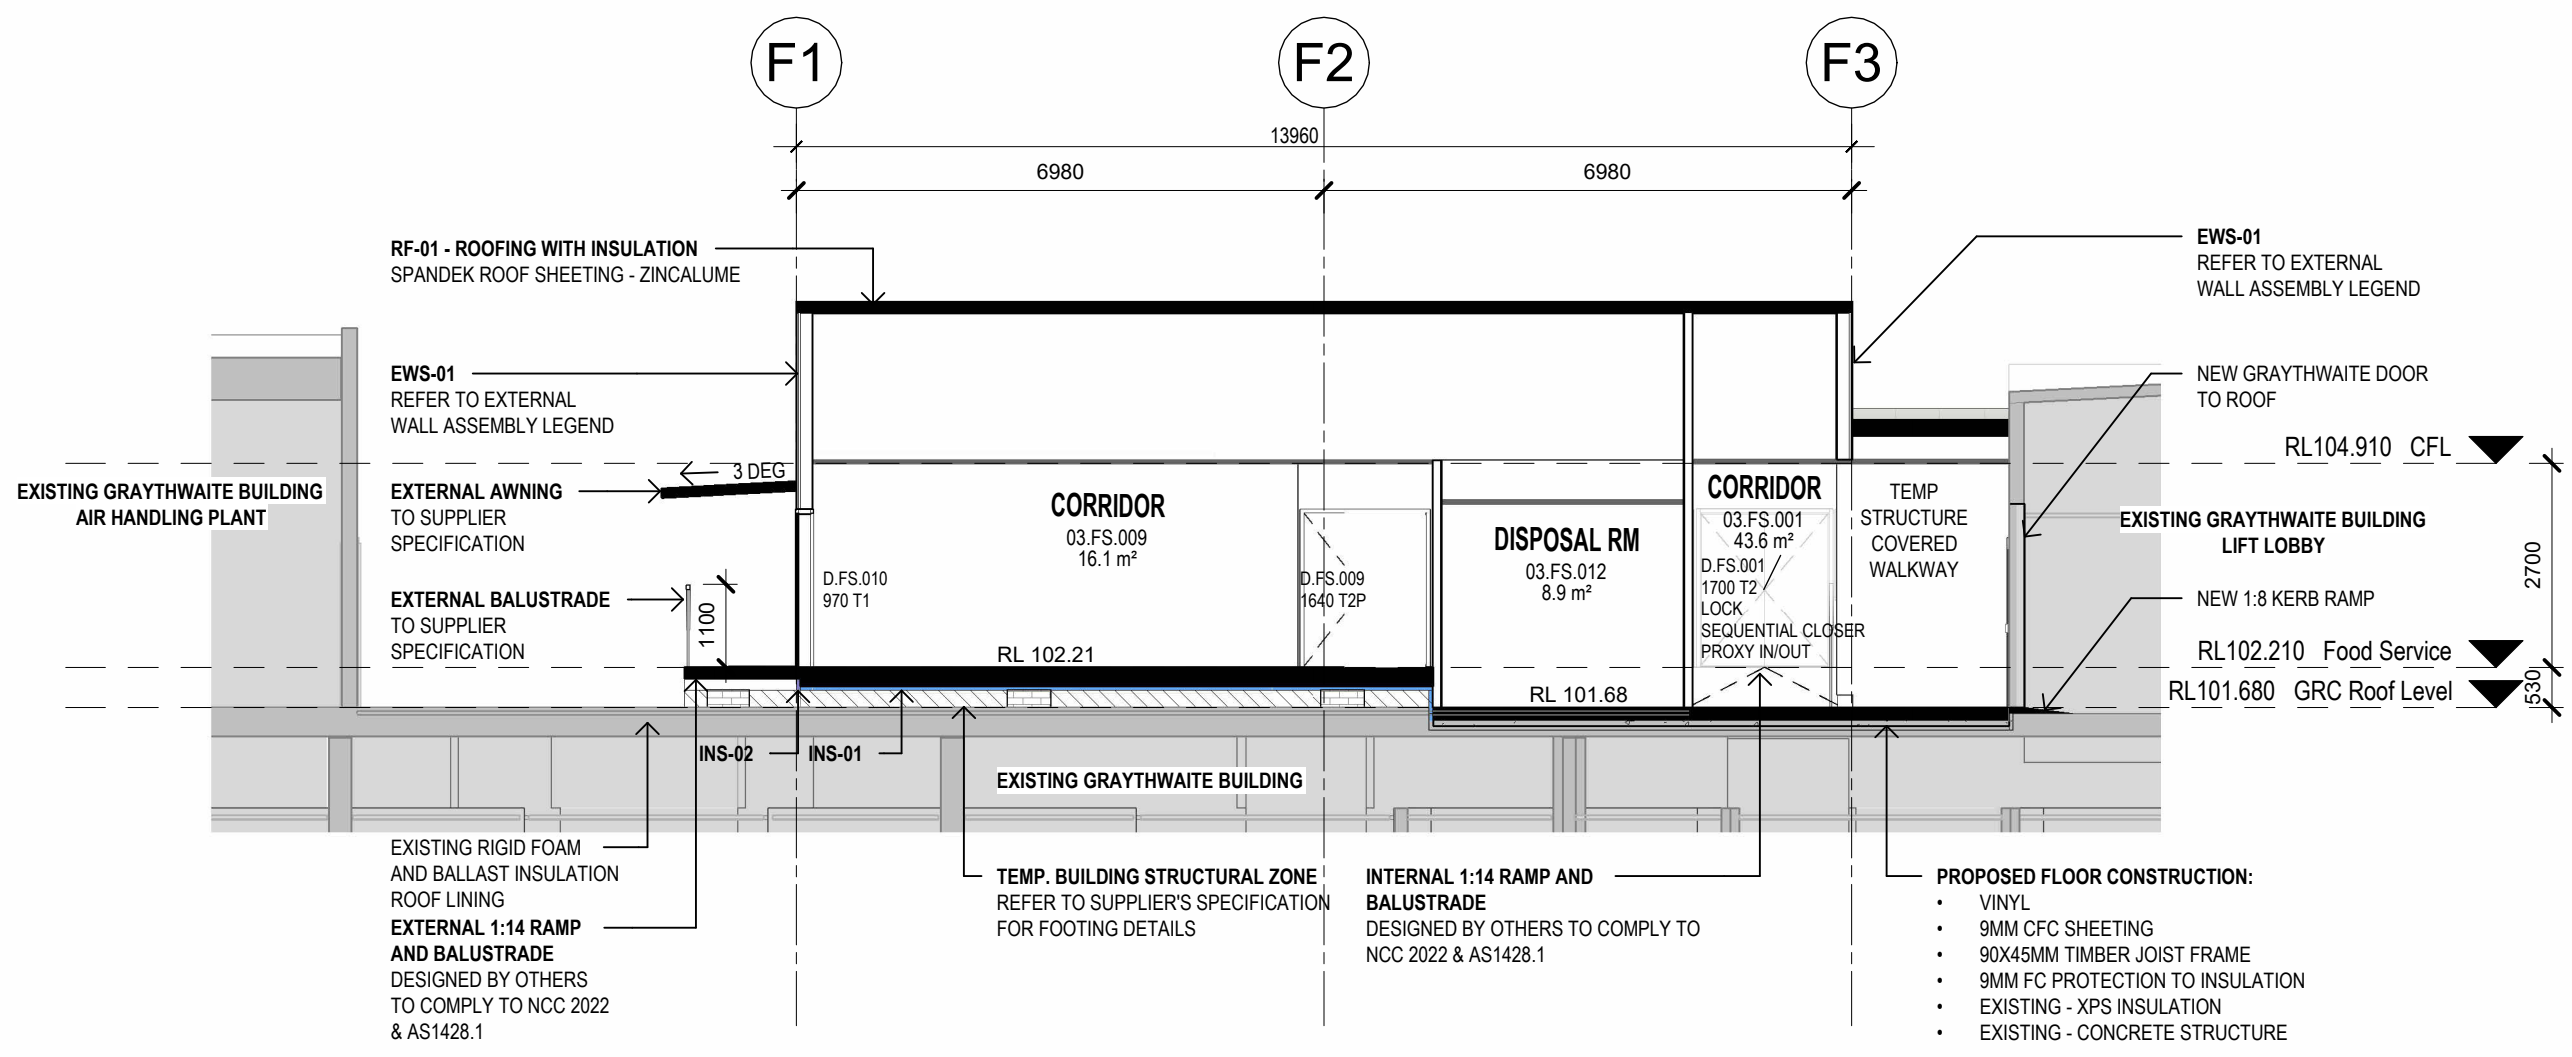 F1
F2
F3
13960
6980
6980
RF-01 - ROOFING WITH INSULATION
SPANDEK ROOF SHEETING - ZINCALUME
EWS-01
REFER TO EXTERNAL
WALL ASSEMBLY LEGEND
EWS-01
REFER TO EXTERNAL
WALL ASSEMBLY LEGEND
NEW GRAYTHWAITE DOOR
TO ROOF
RL104.910 CFL
3 DEG
EXISTING GRAYTHWAITE BUILDING
AIR HANDLING PLANT
EXTERNAL AWNING
TO SUPPLIER
SPECIFICATION
CORRIDOR
03.FS.009
16.1 m²
DISPOSAL RM
03.FS.012
8.9 m²
CORRIDOR
03.FS.001
43.6 m²
TEMP
STRUCTURE
COVERED
WALKWAY
EXISTING GRAYTHWAITE BUILDING
LIFT LOBBY
D.FS.010
970 T1
D.FS.009
1640 T2P
D.FS.001
1700 T2
LOCK
SEQUENTIAL CLOSER
PROXY IN/OUT
2700
EXTERNAL BALUSTRADE
TO SUPPLIER
SPECIFICATION
1100
NEW 1:8 KERB RAMP
RL 102.21
RL 101.68
RL102.210 Food Service
RL101.680 GRC Roof Level
530
INS-02
INS-01
EXISTING GRAYTHWAITE BUILDING
EXISTING RIGID FOAM
AND BALLAST INSULATION
ROOF LINING
EXTERNAL 1:14 RAMP
AND BALUSTRADE
DESIGNED BY OTHERS
TO COMPLY TO NCC 2022
& AS1428.1
TEMP. BUILDING STRUCTURAL ZONE
REFER TO SUPPLIER'S SPECIFICATION
FOR FOOTING DETAILS
INTERNAL 1:14 RAMP AND
BALUSTRADE
DESIGNED BY OTHERS TO COMPLY TO
NCC 2022 & AS1428.1
PROPOSED FLOOR CONSTRUCTION:
• VINYL
• 9MM CFC SHEETING
• 90X45MM TIMBER JOIST FRAME
• 9MM FC PROTECTION TO INSULATION
• EXISTING - XPS INSULATION
• EXISTING - CONCRETE STRUCTURE